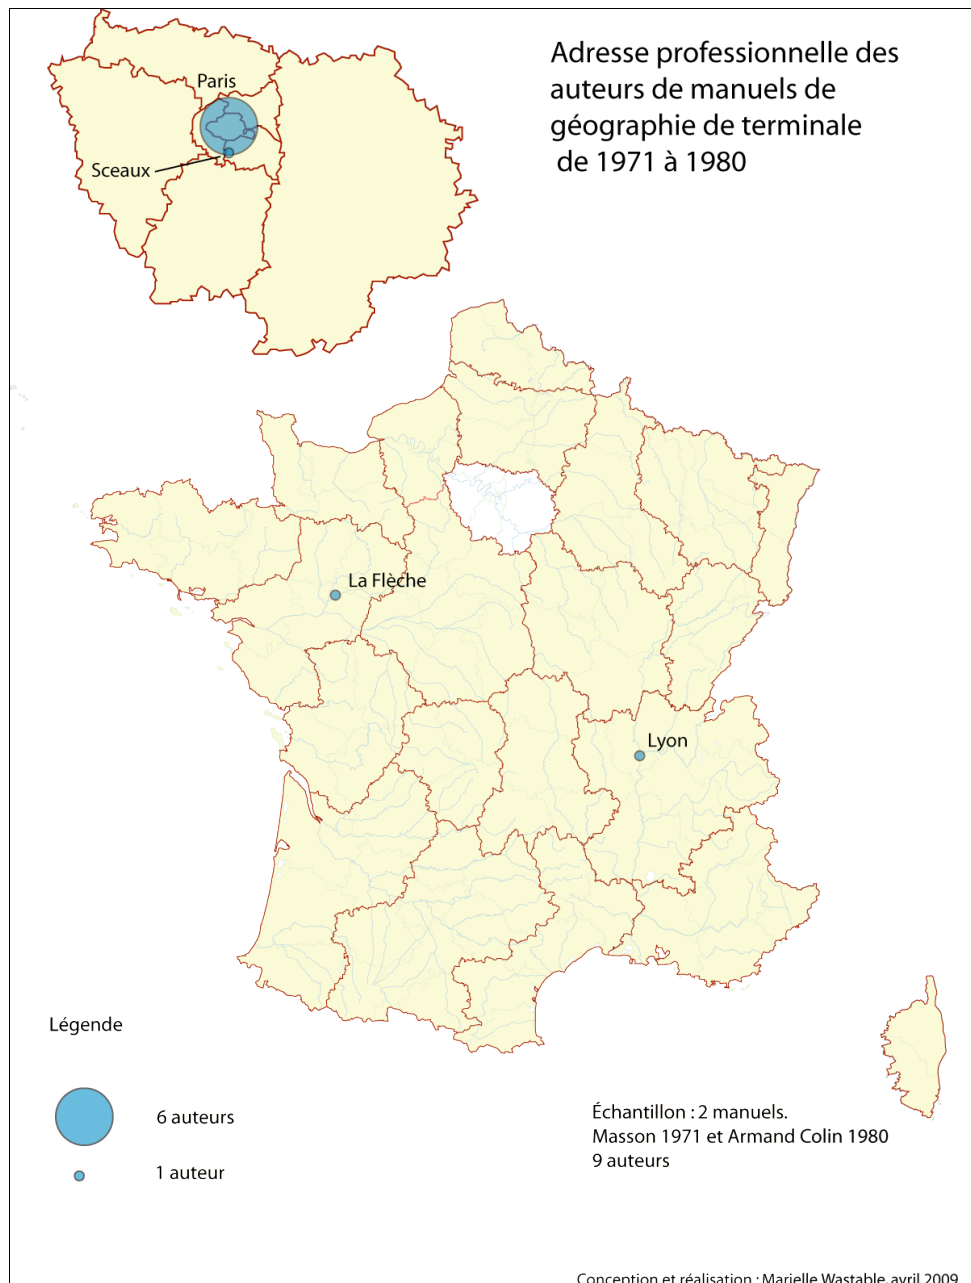 Adresse professionnelle des
auteurs de manuels de
géographie de terminale
de 1971 à 1980
Paris
Sceaux
La Flèche
Lyon
Légende
6 auteurs
1 auteur
Échantillon : 2 manuels.
Masson 1971 et Armand Colin 1980
9 auteurs
Conception et réalisation : Marielle Wastable, avril 2009